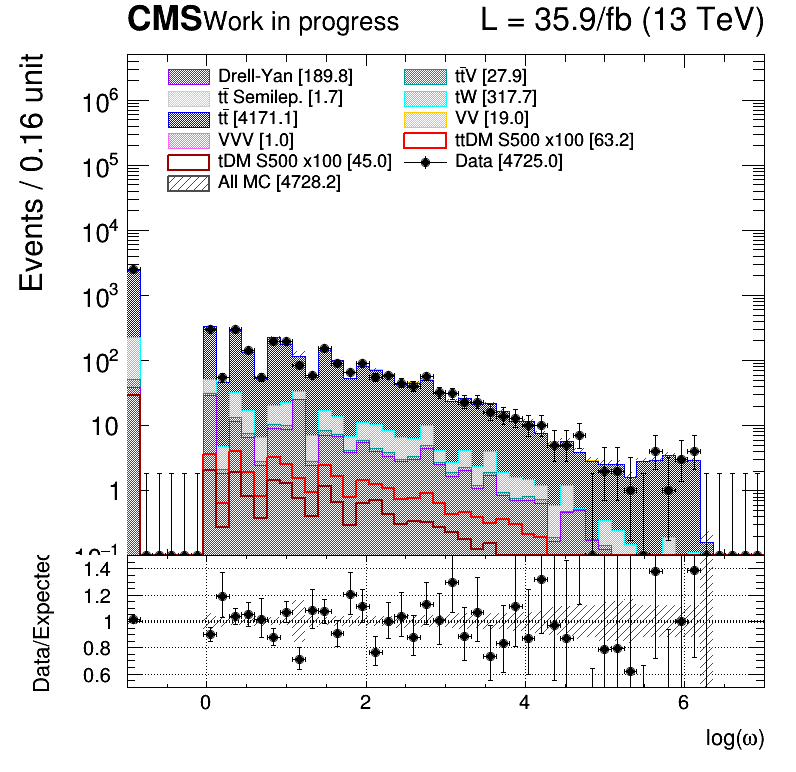 CMS Work in progress L = 35.9/fb (13 TeV)
Events / 0.16 unit
Drell-Yan [189.8] tt̄V [27.9]
tt̄ Semilep. [1.7] tW [317.7]
tt̄ [4171.1] VV [19.0]
VVV [1.0] ttDM S500 x100 [63.2]
tDM S500 x100 [45.0] Data [4725.0]
All MC [4728.2]
10⁶
10⁵
10⁴
10³
10²
10
1
10⁻¹
Data/Expected
1.4
1.2
1
0.8
0.6
0 2 4 6
log(ω)